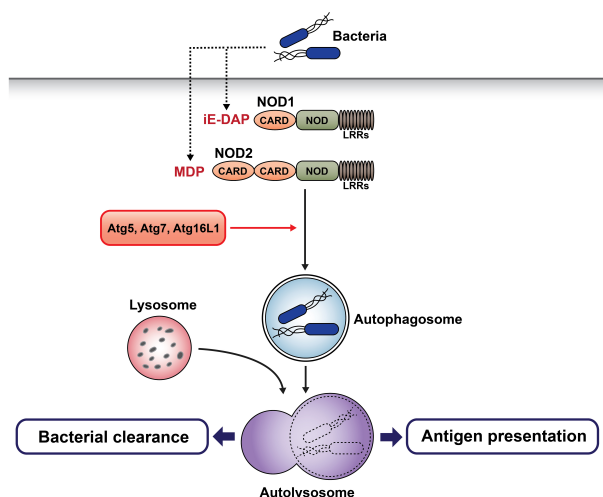 Bacteria
NOD1
iE-DAP
CARD
NOD
LRRs
NOD2
MDP
CARD
CARD
NOD
LRRs
Atg5, Atg7, Atg16L1
Lysosome
Autophagosome
Bacterial clearance
Antigen presentation
Autolysosome